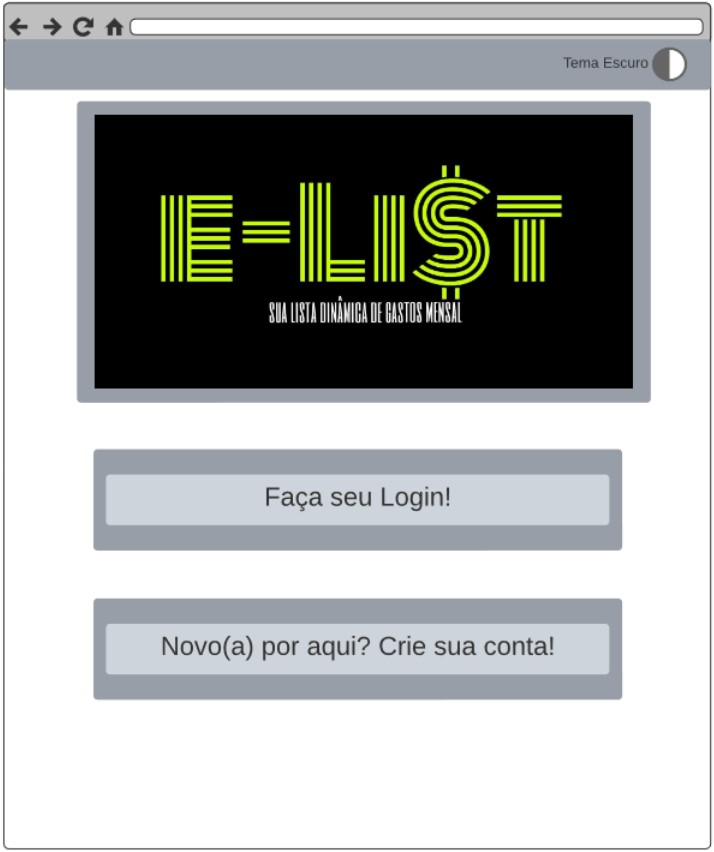 Tema Escuro
E-LI$T
SUA LISTA DINÂMICA DE GASTOS MENSAL
Faça seu Login!
Novo(a) por aqui? Crie sua conta!